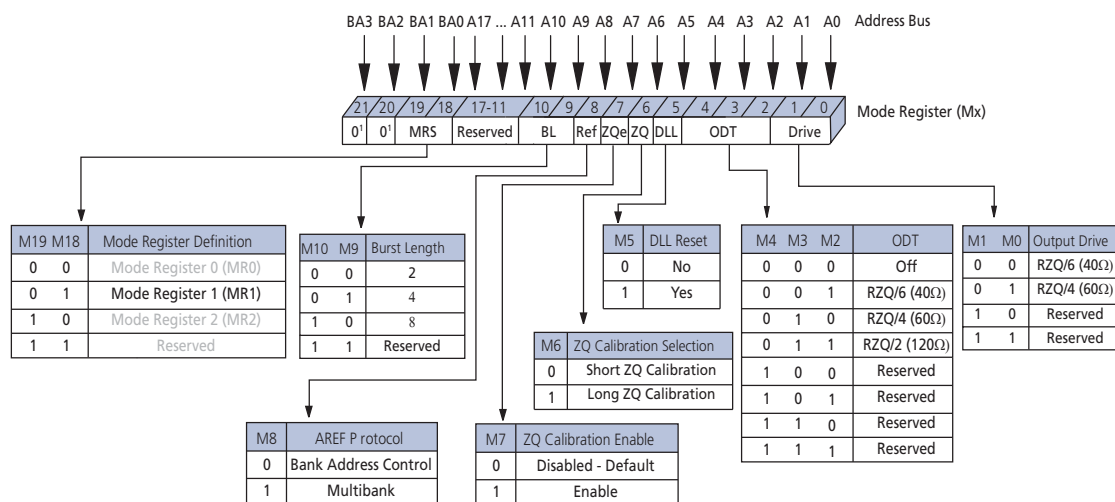 BA3 BA2 BA1 BA0 A17 ... A11 A10 A9 A8 A7 A6 A5 A4 A3 A2 A1 A0 Address Bus
21 20 19 18 17-11 10 9 8 7 6 5 4 3 2 1 0 Mode Register (Mx)
0¹ 0¹ MRS Reserved BL Ref ZQe ZQ DLL ODT Drive
M19 M18 Mode Register Definition
0 0 Mode Register 0 (MR0)
0 1 Mode Register 1 (MR1)
1 0 Mode Register 2 (MR2)
1 1 Reserved
M10 M9 Burst Length
0 0 2
0 1 4
1 0 8
1 1 Reserved
M5 DLL Reset
0 No
1 Yes
M4 M3 M2 ODT
0 0 0 Off
0 0 1 RZQ/6 (40Ω)
0 1 0 RZQ/4 (60Ω)
0 1 1 RZQ/2 (120Ω)
1 0 0 Reserved
1 0 1 Reserved
1 1 0 Reserved
1 1 1 Reserved
M1 M0 Output Drive
0 0 RZQ/6 (40Ω)
0 1 RZQ/4 (60Ω)
1 0 Reserved
1 1 Reserved
M6 ZQ Calibration Selection
0 Short ZQ Calibration
1 Long ZQ Calibration
M8 AREF P rotocol
0 Bank Address Control
1 Multibank
M7 ZQ Calibration Enable
0 Disabled - Default
1 Enable